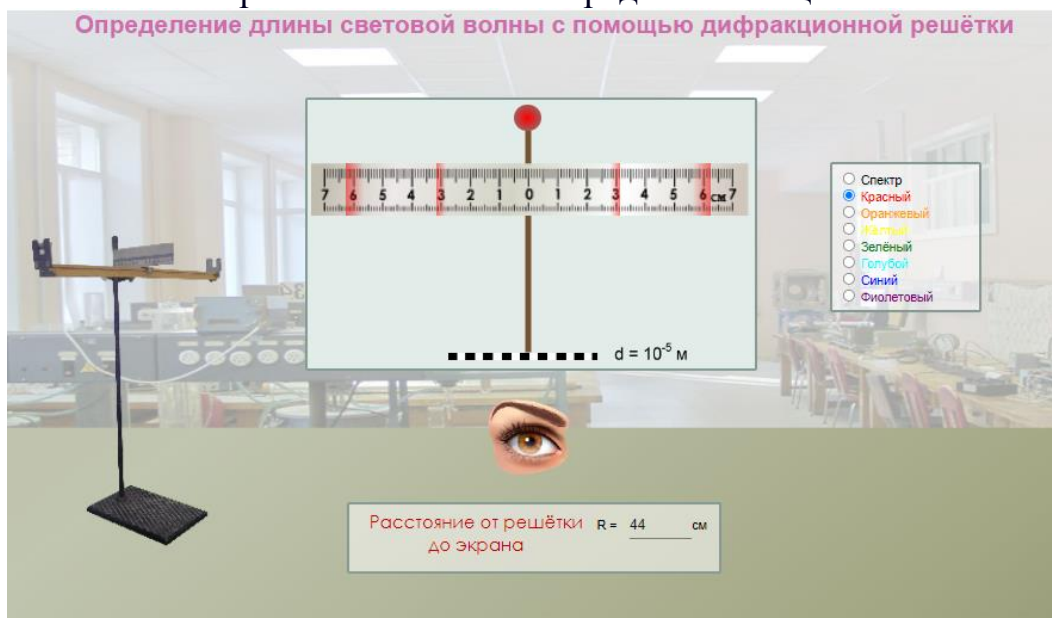 Определение длины световой волны с помощью дифракционной решётки
7 6 5 4 3 2 1 0 1 2 3 4 5 6 см 7
Спектр
Красный
Оранжевый
Жёлтый
Зелёный
Голубой
Синий
Фиолетовый
d = 10⁻⁵ м
Расстояние от решётки R = 44 см
до экрана